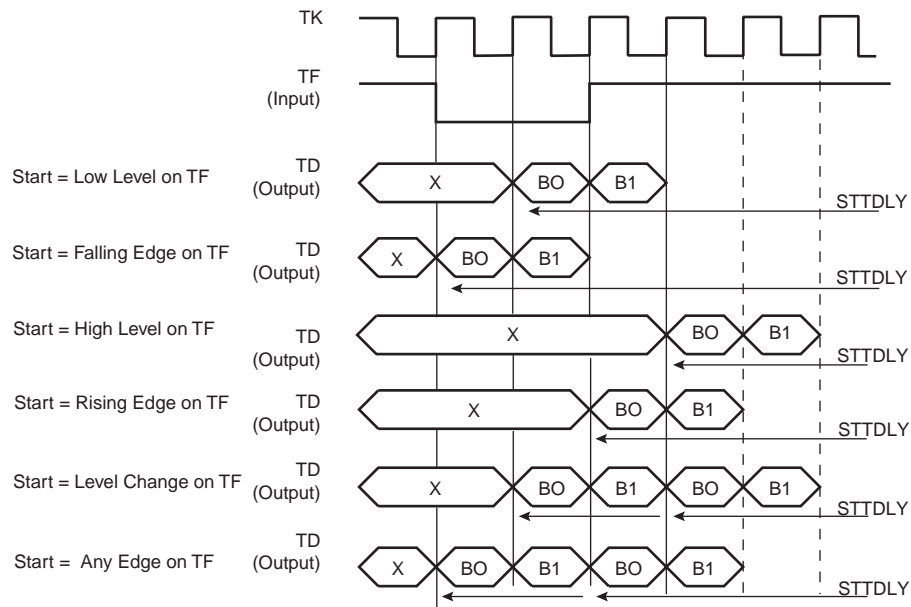 TK
TF
(Input)
Start = Low Level on TF
TD
(Output)
X
BO
B1
STTDLY
Start = Falling Edge on TF
TD
(Output)
X
BO
B1
STTDLY
Start = High Level on TF
TD
(Output)
X
BO
B1
STTDLY
Start = Rising Edge on TF
TD
(Output)
X
BO
B1
STTDLY
Start = Level Change on TF
TD
(Output)
X
BO
B1
BO
B1
STTDLY
Start = Any Edge on TF
TD
(Output)
X
BO
B1
BO
B1
STTDLY